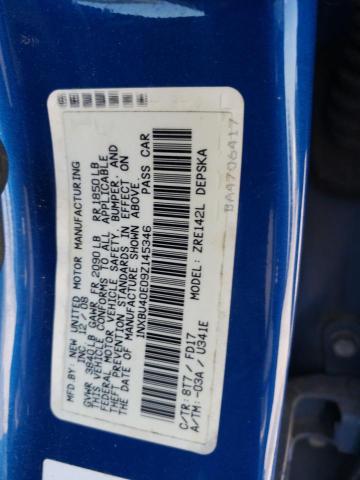 MFD.BY: NEW UNITED MOTOR MANUFACTURING
INC. 12/08
GVWR 3840LB GAWR FR 2090LB RR 1850LB
THIS VEHICLE CONFORMS TO ALL APPLICABLE
FEDERAL MOTOR VEHICLE SAFETY, BUMPER, AND
THEFT PREVENTION STANDARDS IN EFFECT ON
THE DATE OF MANUFACTURE SHOWN ABOVE.
1NXBU40E09Z145346 PASS CAR
ZRE142L DEPSKA
C/TR: 8T7 / FD17
A/TM: -03A / U341E
BA4706417